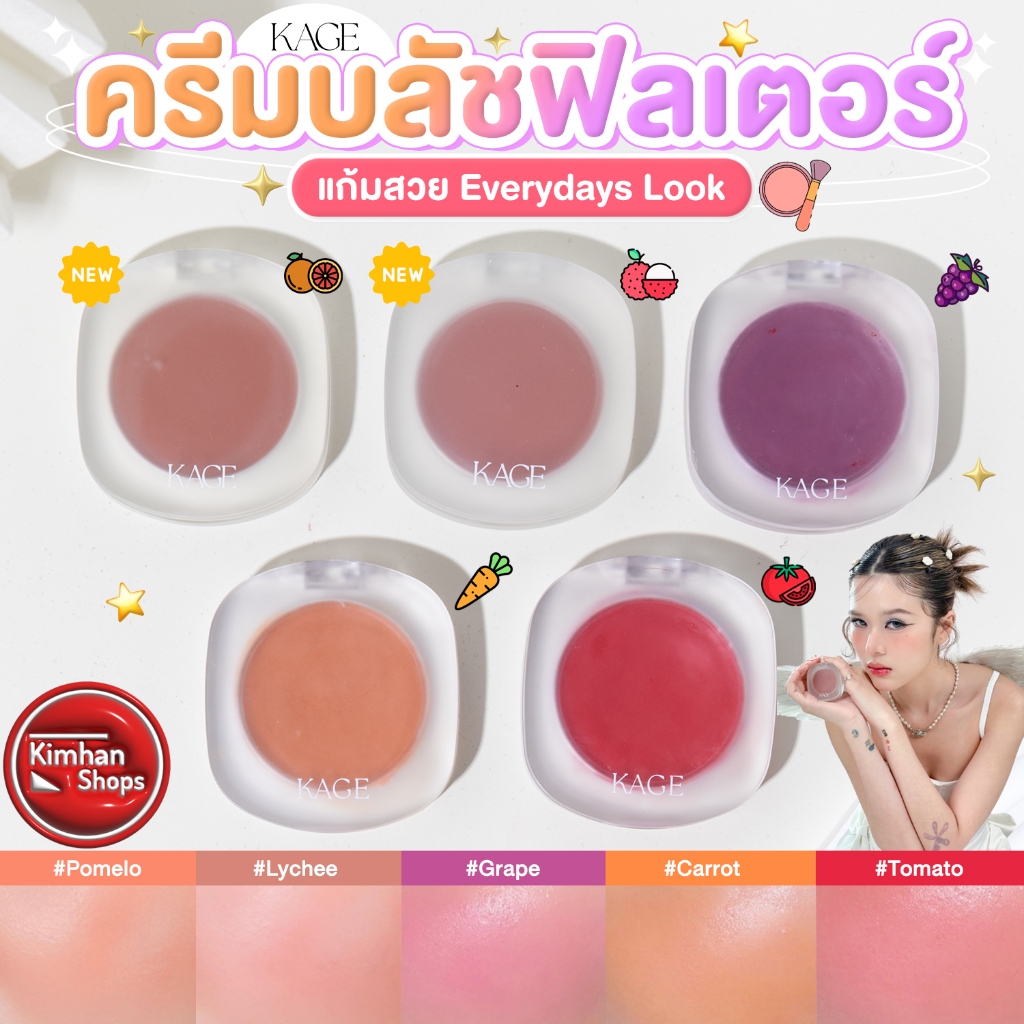 KAGE
ครีมบลัชฟิลเตอร์
แก้มสวย Everydays Look
NEW
NEW
KAGE
KAGE
KAGE
KAGE
KAGE
Kimhan
Shops
#Pomelo
#Lychee
#Grape
#Carrot
#Tomato